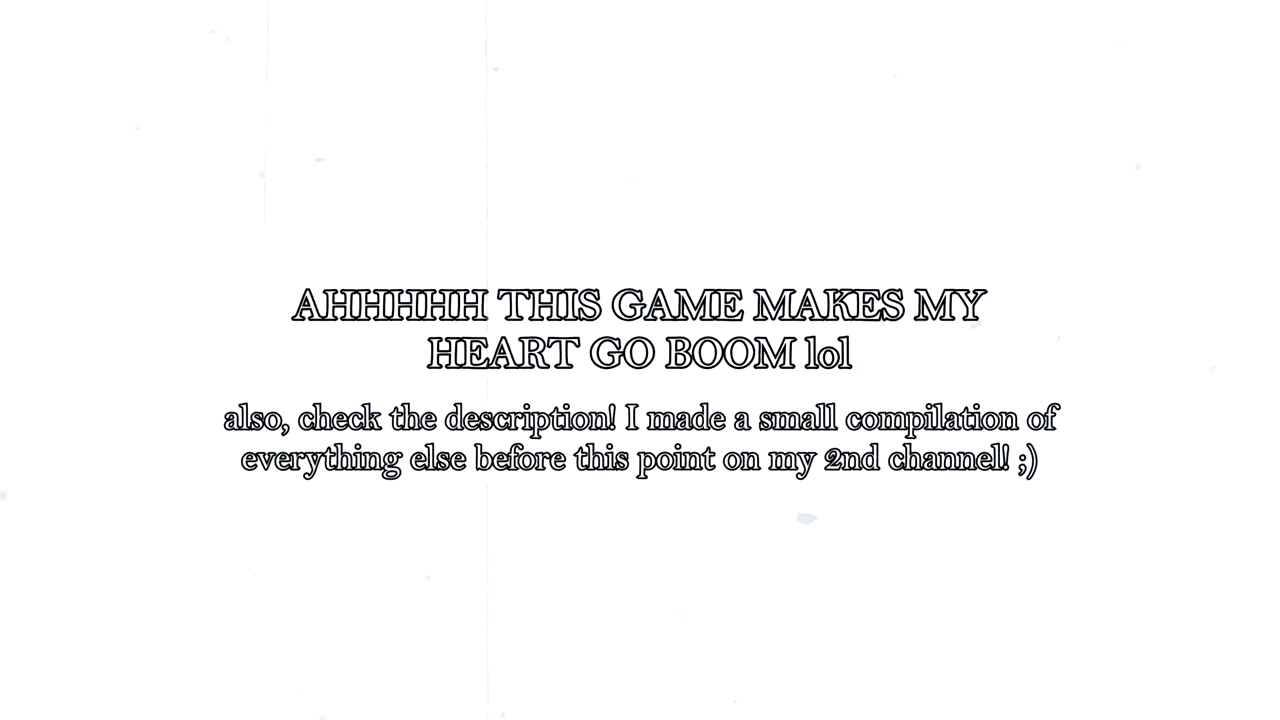 AHHHHH THIS GAME MAKES MY
HEART GO BOOM lol
also, check the description! I made a small compilation of
everything else before this point on my 2nd channel! ;)